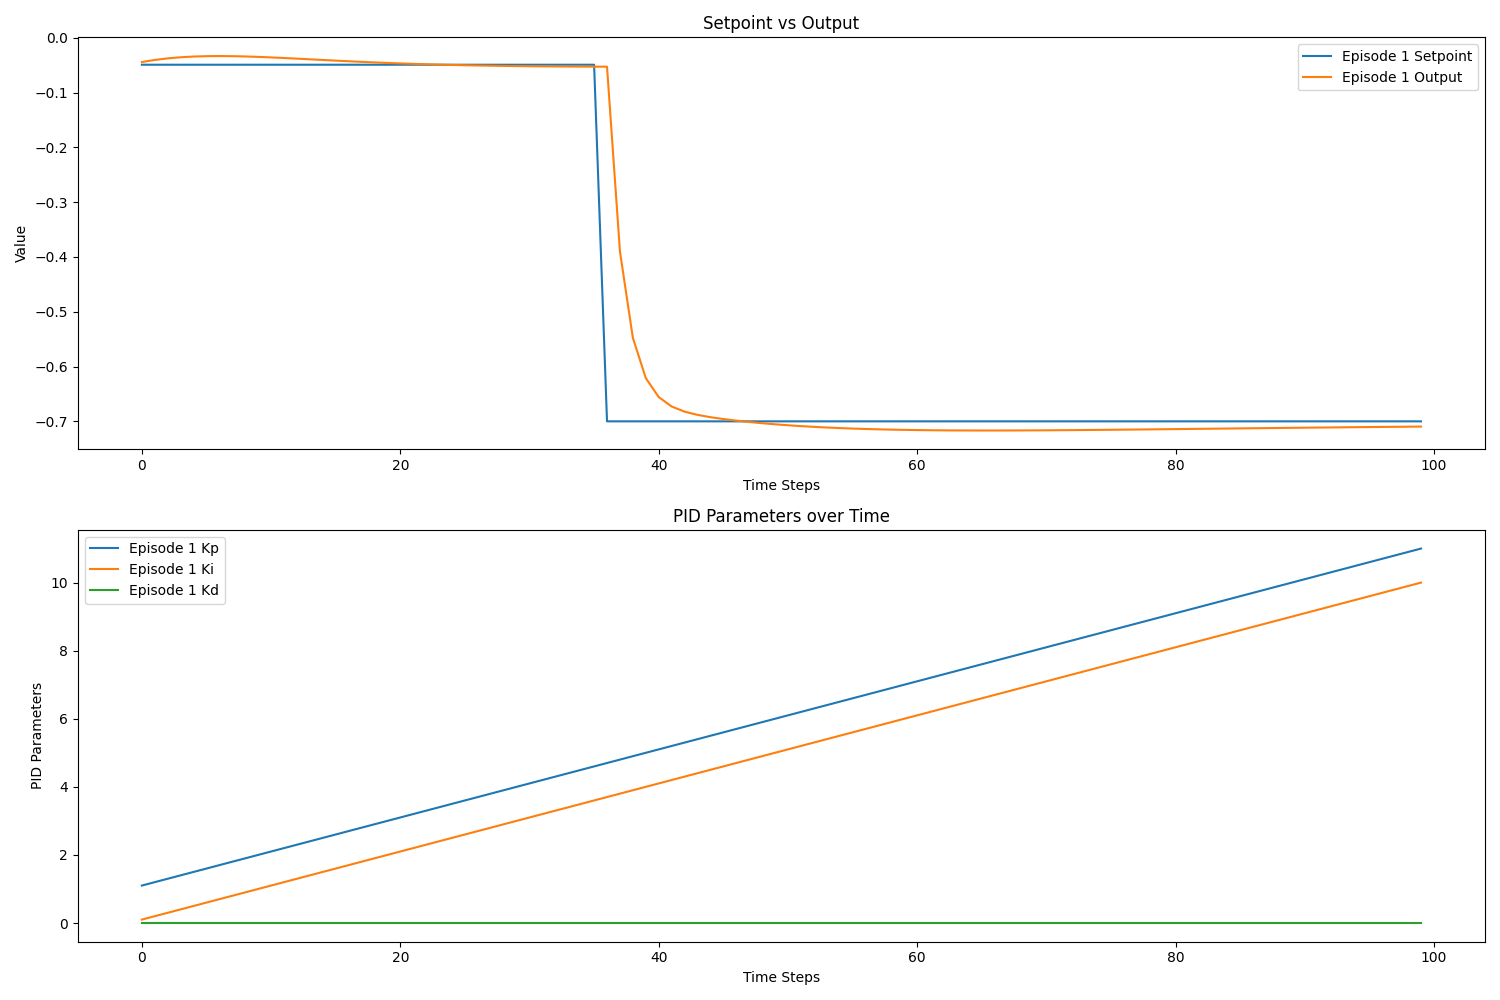 Setpoint vs Output
Episode 1 Setpoint
Episode 1 Output
0.0
−0.1
−0.2
−0.3
−0.4
−0.5
−0.6
−0.7
Value
0 20 40 60 80 100
Time Steps
PID Parameters over Time
Episode 1 Kp
Episode 1 Ki
Episode 1 Kd
10
8
6
4
2
0
PID Parameters
0 20 40 60 80 100
Time Steps